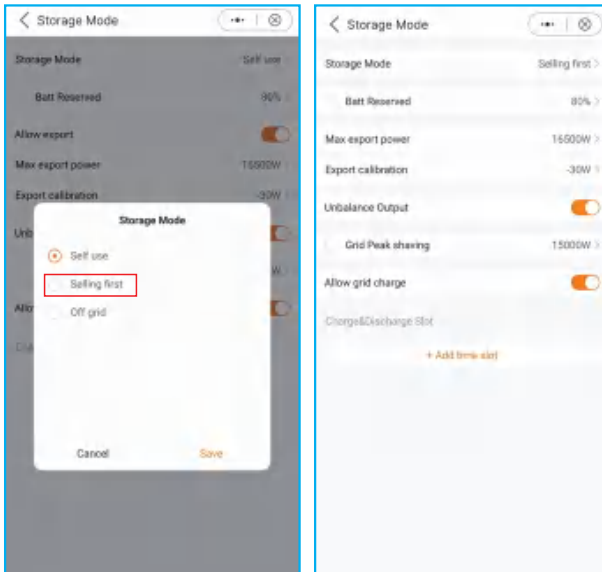 Storage Mode
Storage Mode Self use
Batt Reserved 80%
Allow export
Max export power 16500W
Export calibration -30W
Unb
Storage Mode
Self use
Selling first
W
Off grid
Allo
Cancel Save
Storage Mode
Storage Mode Selling first
Batt Reserved 80%
Max export power 16500W
Export calibration -30W
Unbalance Output
Grid Peak shaving 15000W
Allow grid charge
Charge&Discharge Slot
+ Add time slot